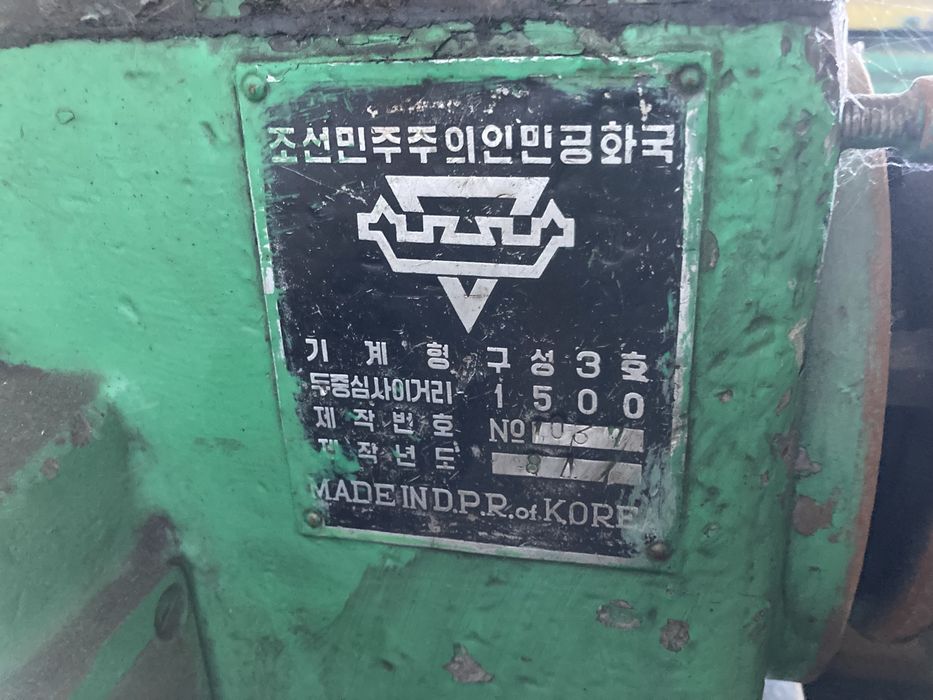 조선민주주의인민공화국
기계형 구성3호
두중심사이거리 1500
제작번호 №
제작년도
MADE IN D.P.R. of KORE